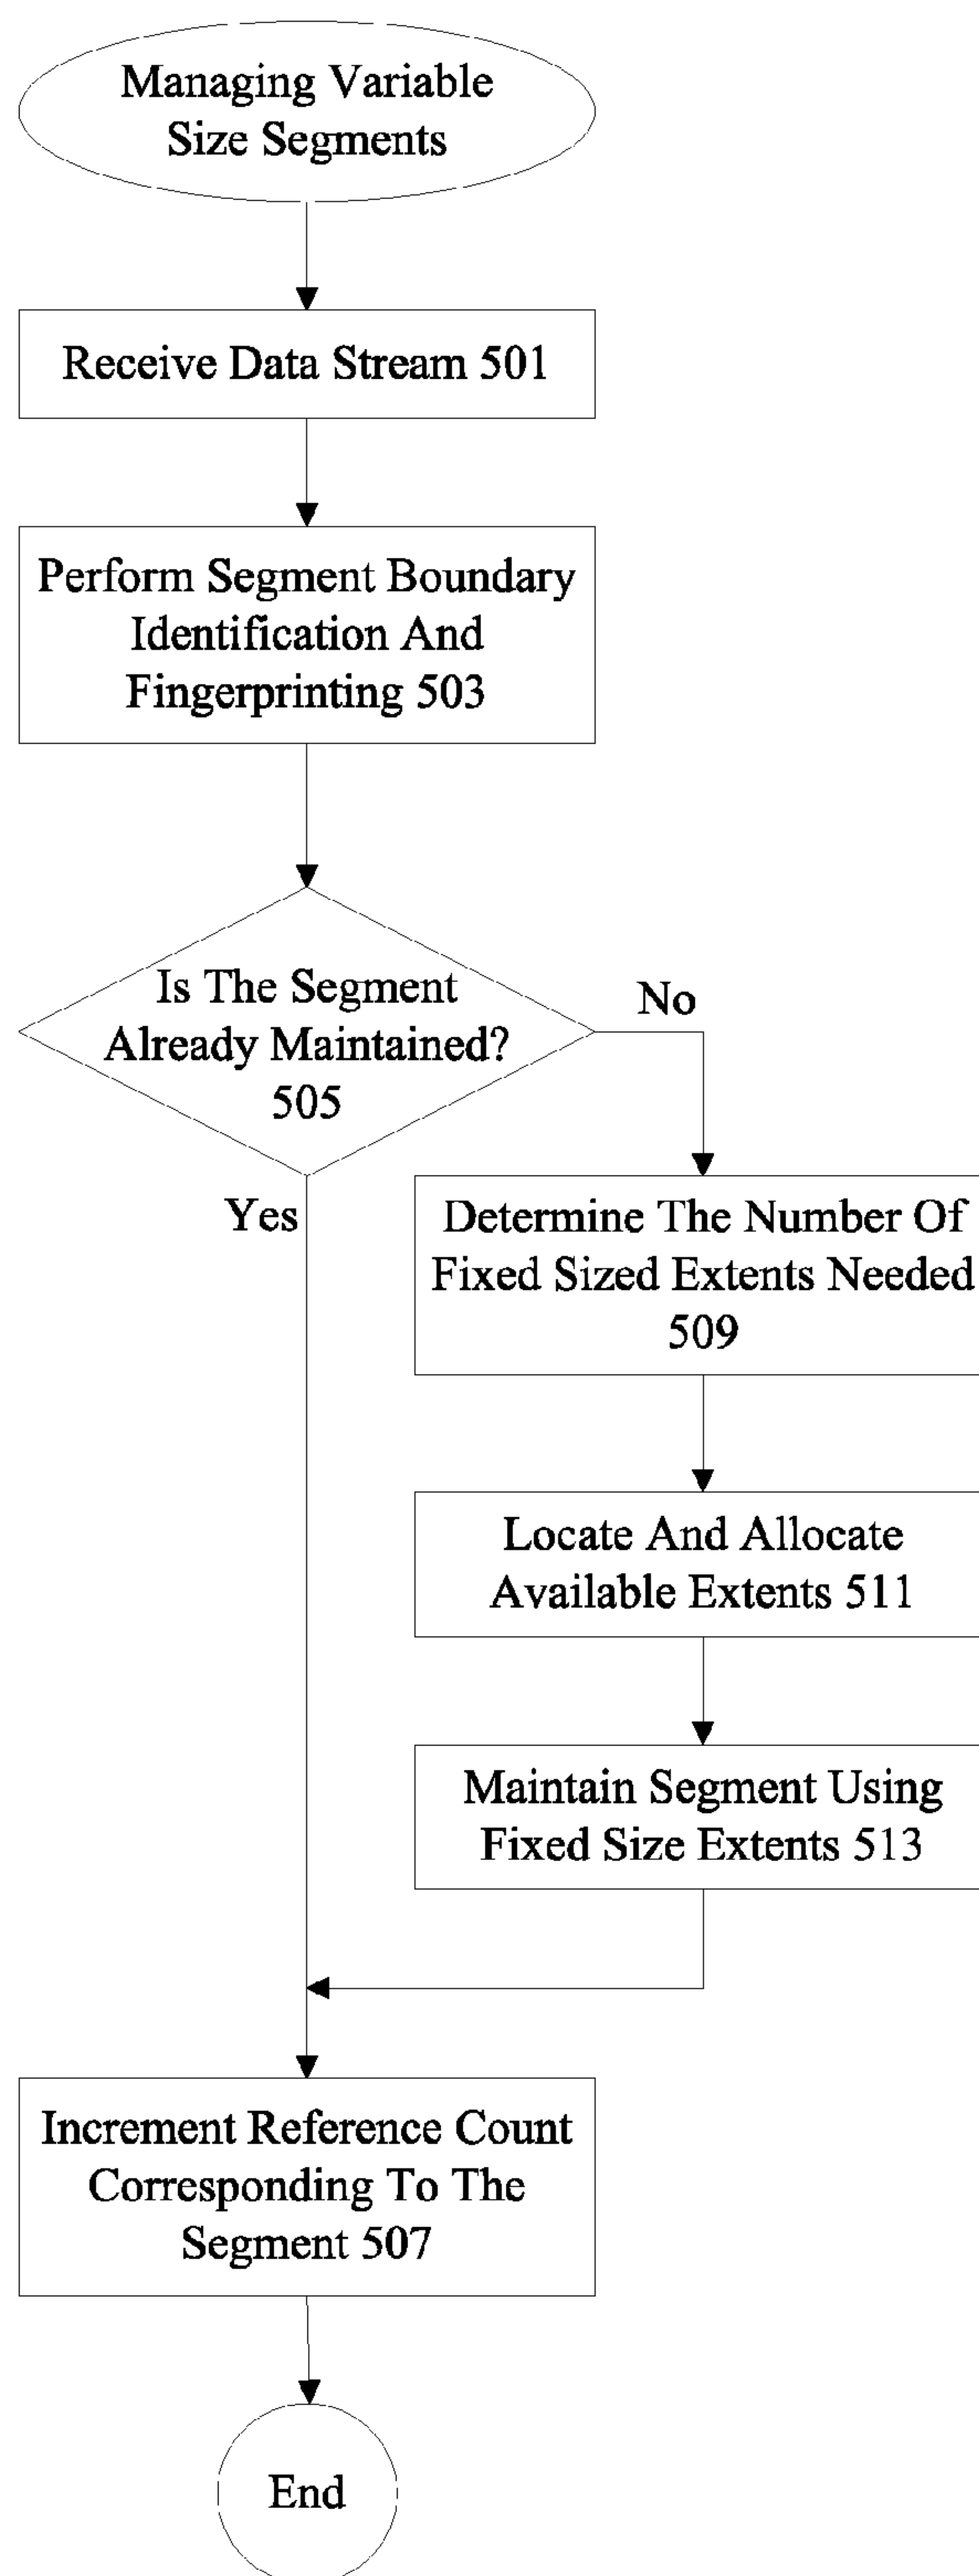 Managing Variable
Size Segments
Receive Data Stream 501
Perform Segment Boundary
Identification And
Fingerprinting 503
Is The Segment
Already Maintained?
505
No
Yes
Determine The Number Of
Fixed Sized Extents Needed
509
Locate And Allocate
Available Extents 511
Maintain Segment Using
Fixed Size Extents 513
Increment Reference Count
Corresponding To The
Segment 507
End